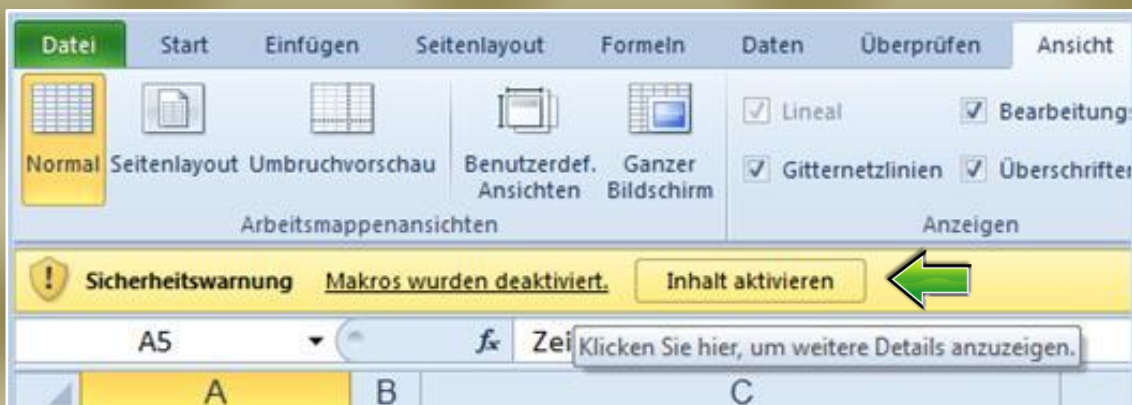 Datei Start Einfügen Seitenlayout Formeln Daten Überprüfen Ansicht
Normal Seitenlayout Umbruchvorschau Benutzerdef. Ansichten Ganzer Bildschirm
Lineal Bearbeitungs
Gitternetzlinien Überschriften
Arbeitsmappenansichten Anzeigen
! Sicherheitswarnung Makros wurden deaktiviert. Inhalt aktivieren
A5 fx Zei
Klicken Sie hier, um weitere Details anzuzeigen.
A B C